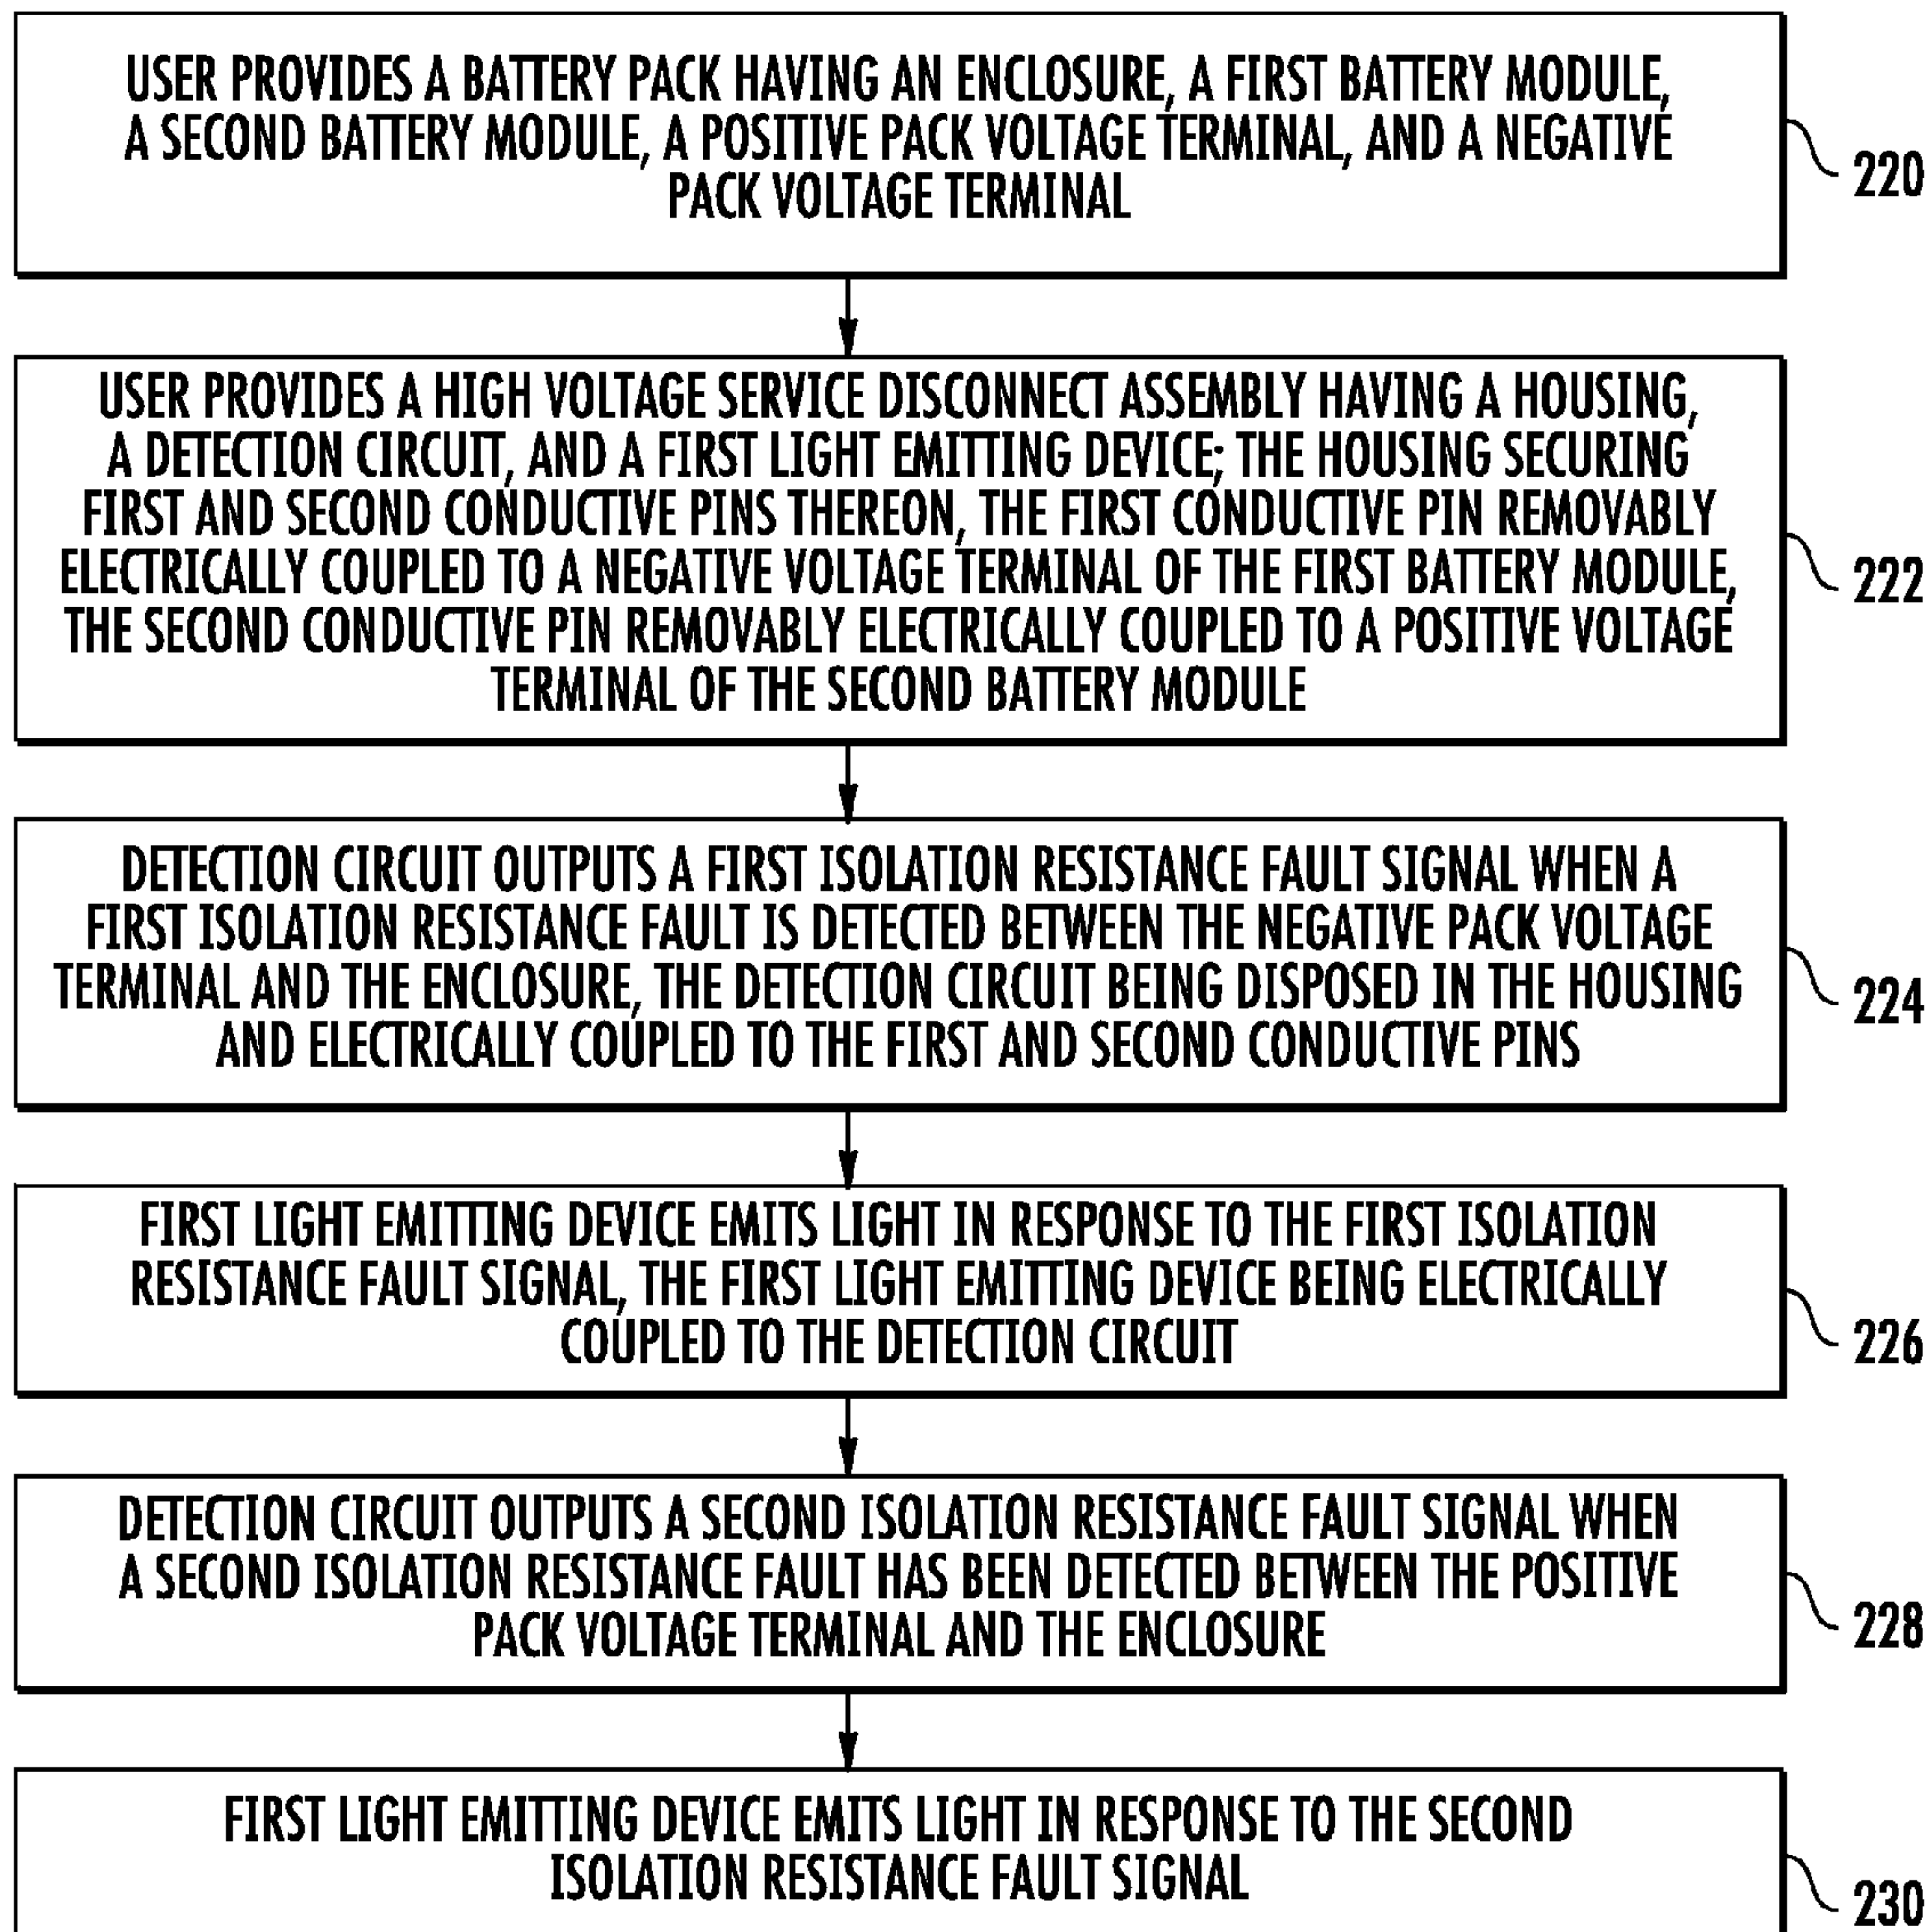 USER PROVIDES A BATTERY PACK HAVING AN ENCLOSURE, A FIRST BATTERY MODULE,
A SECOND BATTERY MODULE, A POSITIVE PACK VOLTAGE TERMINAL, AND A NEGATIVE
PACK VOLTAGE TERMINAL
220
USER PROVIDES A HIGH VOLTAGE SERVICE DISCONNECT ASSEMBLY HAVING A HOUSING,
A DETECTION CIRCUIT, AND A FIRST LIGHT EMITTING DEVICE; THE HOUSING SECURING
FIRST AND SECOND CONDUCTIVE PINS THEREON, THE FIRST CONDUCTIVE PIN REMOVABLY
ELECTRICALLY COUPLED TO A NEGATIVE VOLTAGE TERMINAL OF THE FIRST BATTERY MODULE,
THE SECOND CONDUCTIVE PIN REMOVABLY ELECTRICALLY COUPLED TO A POSITIVE VOLTAGE
TERMINAL OF THE SECOND BATTERY MODULE
222
DETECTION CIRCUIT OUTPUTS A FIRST ISOLATION RESISTANCE FAULT SIGNAL WHEN A
FIRST ISOLATION RESISTANCE FAULT IS DETECTED BETWEEN THE NEGATIVE PACK VOLTAGE
TERMINAL AND THE ENCLOSURE, THE DETECTION CIRCUIT BEING DISPOSED IN THE HOUSING
AND ELECTRICALLY COUPLED TO THE FIRST AND SECOND CONDUCTIVE PINS
224
FIRST LIGHT EMITTING DEVICE EMITS LIGHT IN RESPONSE TO THE FIRST ISOLATION
RESISTANCE FAULT SIGNAL, THE FIRST LIGHT EMITTING DEVICE BEING ELECTRICALLY
COUPLED TO THE DETECTION CIRCUIT
226
DETECTION CIRCUIT OUTPUTS A SECOND ISOLATION RESISTANCE FAULT SIGNAL WHEN
A SECOND ISOLATION RESISTANCE FAULT HAS BEEN DETECTED BETWEEN THE POSITIVE
PACK VOLTAGE TERMINAL AND THE ENCLOSURE
228
FIRST LIGHT EMITTING DEVICE EMITS LIGHT IN RESPONSE TO THE SECOND
ISOLATION RESISTANCE FAULT SIGNAL
230